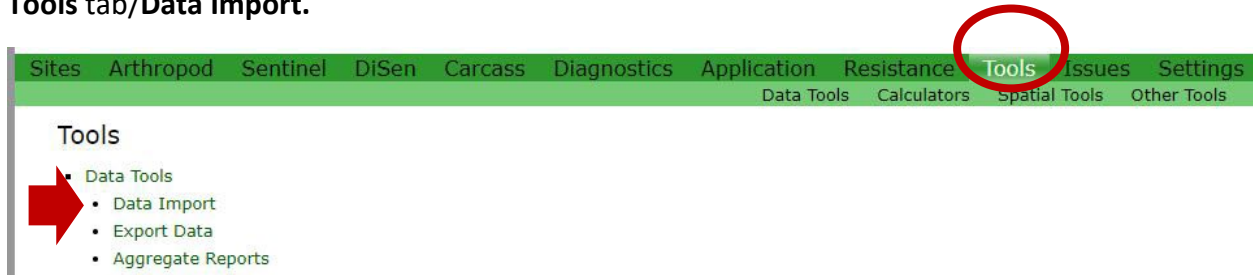 Tools tab/Data Import.
Sites Arthropod Sentinel DiSen Carcass Diagnostics Application Resistance Tools Issues Settings
Data Tools Calculators Spatial Tools Other Tools
Tools
Data Tools
Data Import
Export Data
Aggregate Reports